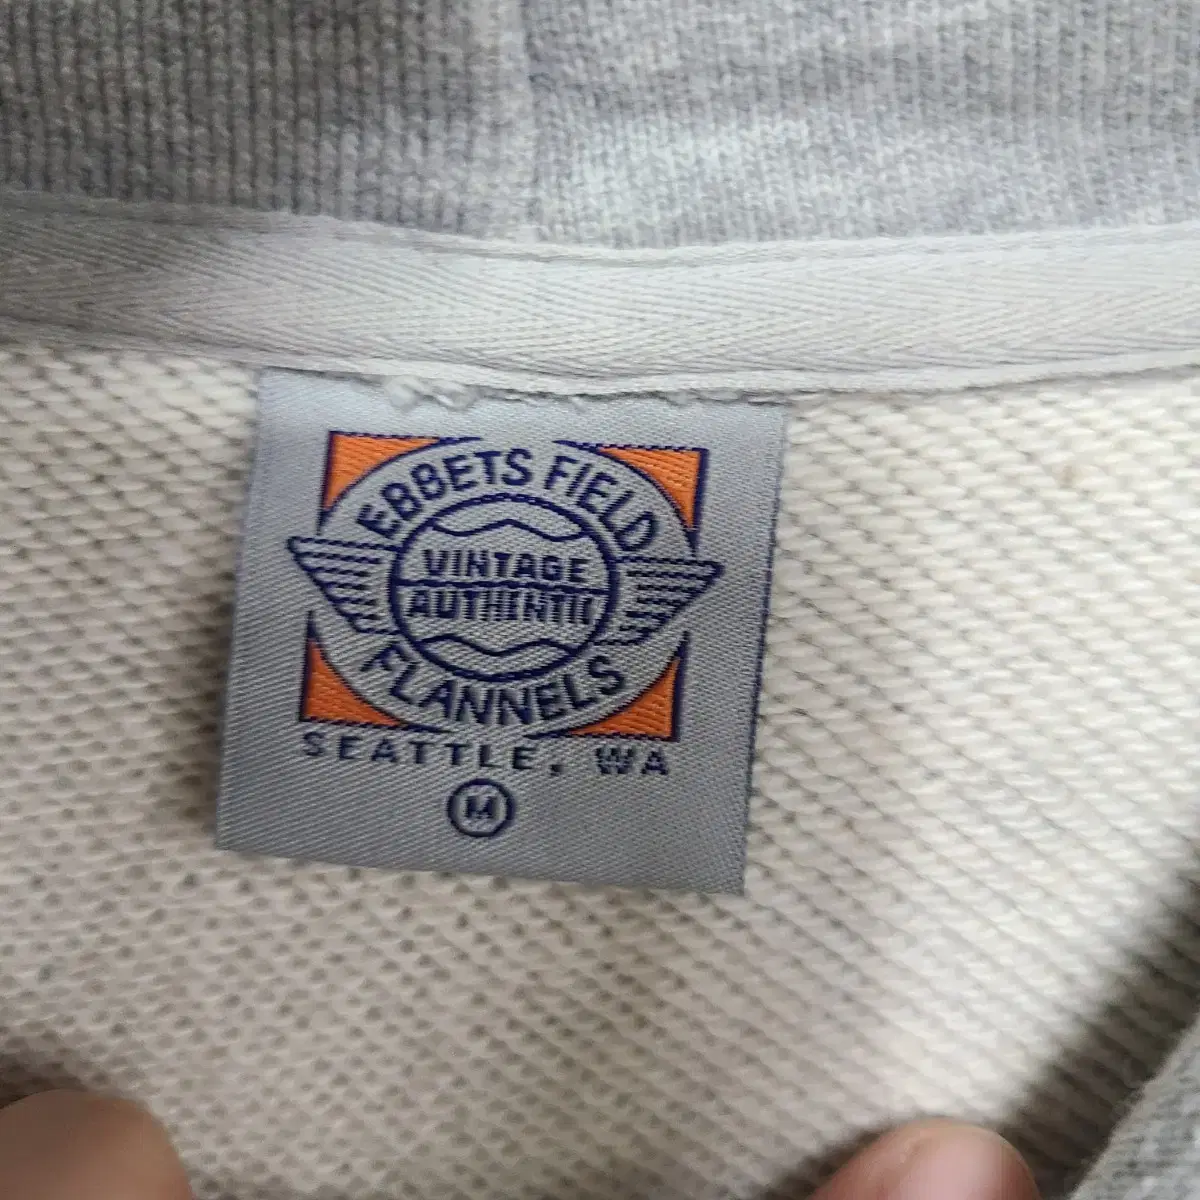 EBBETS FIELD
VINTAGE
AUTHENTIC
FLANNELS
SEATTLE, WA
M